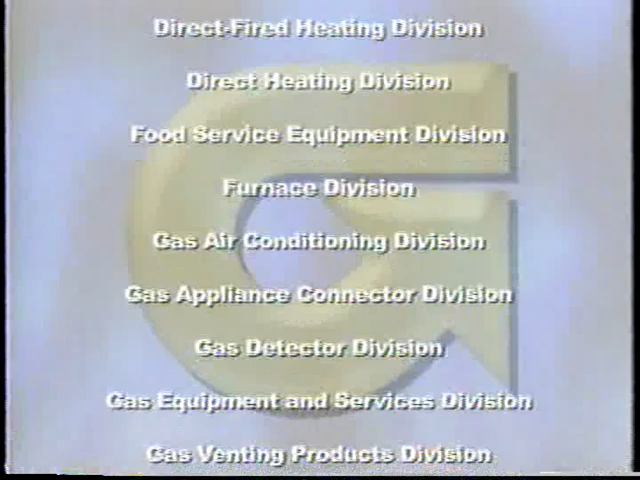 Direct-Fired Heating Division
Direct Heating Division
Food Service Equipment Division
Furnace Division
Gas Air Conditioning Division
Gas Appliance Connector Division
Gas Detector Division
Gas Equipment and Services Division
Gas Venting Products Division